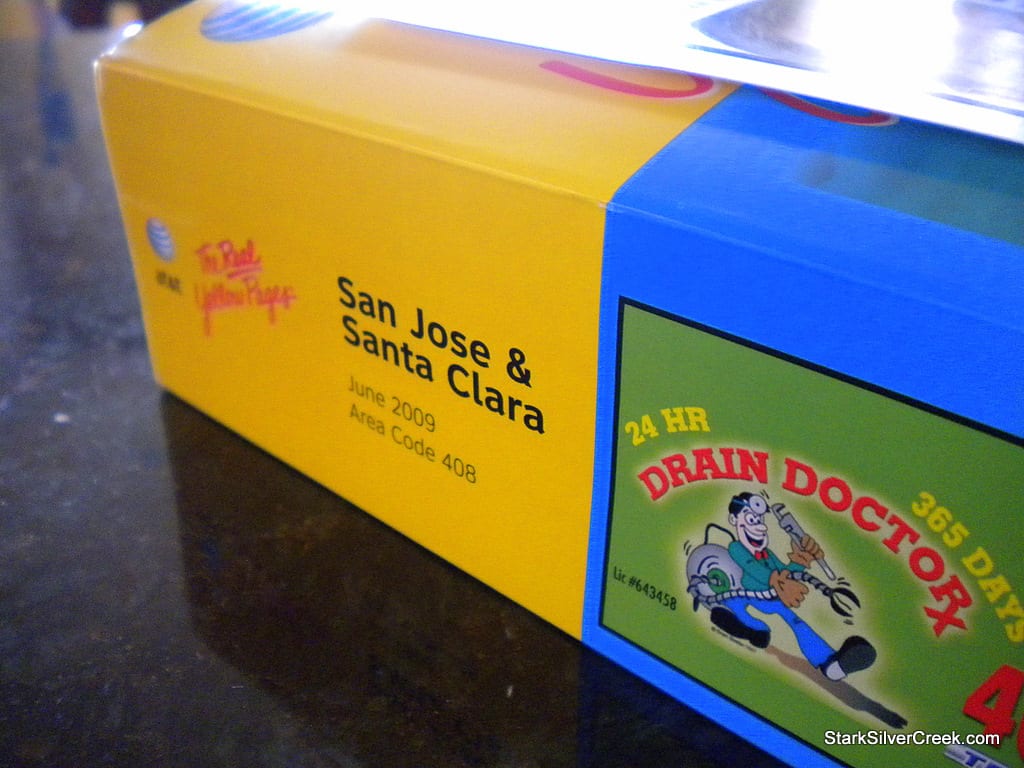 at&t
The Real
Yellow Pages
San Jose &
Santa Clara
June 2009
Area Code 408
24 HR
DRAIN DOCTORX
365 DAYS
Lic #643458
StarkSilverCreek.com